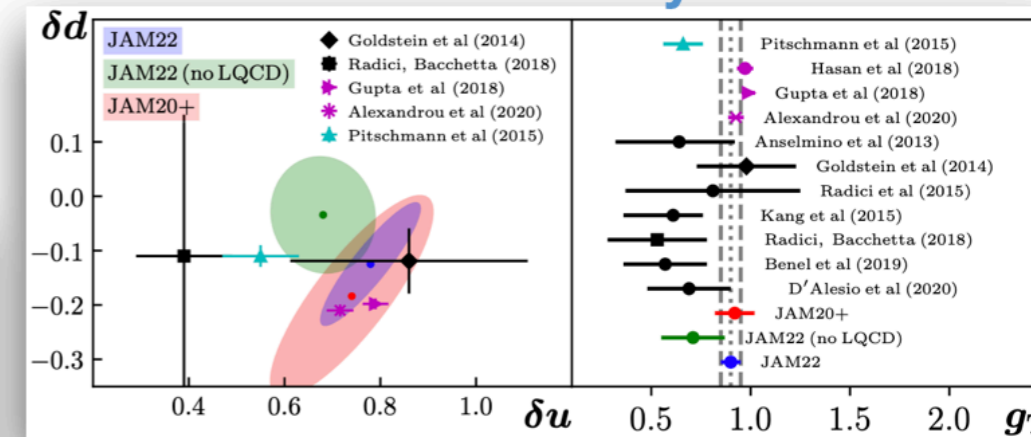 δd
JAM22
JAM22 (no LQCD)
JAM20+
Goldstein et al (2014)
Radici, Bacchetta (2018)
Gupta et al (2018)
Alexandrou et al (2020)
Pitschmann et al (2015)
0.1
0.0
−0.1
−0.2
−0.3
0.4
0.6
0.8
1.0
δu
Pitschmann et al (2015)
Hasan et al (2018)
Gupta et al (2018)
Alexandrou et al (2020)
Anselmino et al (2013)
Goldstein et al (2014)
Radici et al (2015)
Kang et al (2015)
Radici, Bacchetta (2018)
Benel et al (2019)
D′Alesio et al (2020)
JAM20+
JAM22 (no LQCD)
JAM22
0.5
1.0
1.5
2.0